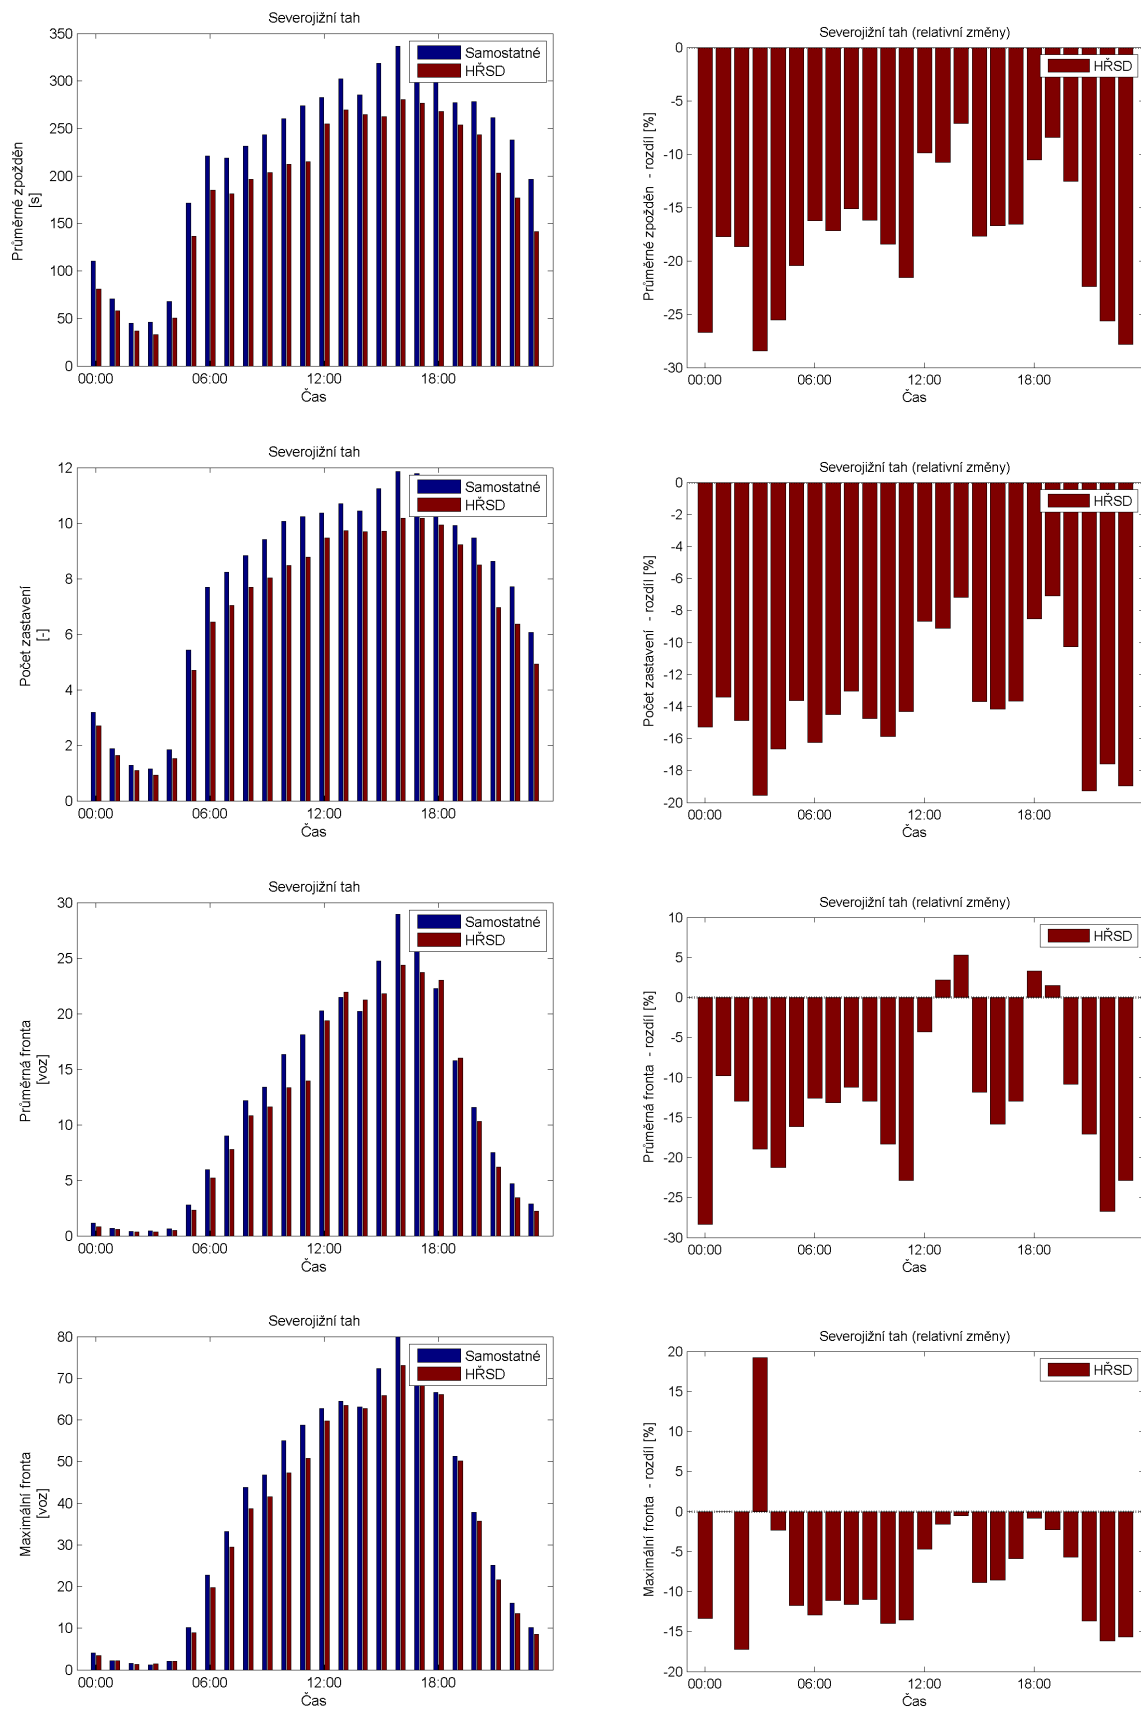 Severojižní tah
350
300
250
200
150
100
50
0
Průměrné zpožděn
[s]
Samostatné
HŘSD
00:00 06:00 12:00 18:00
Čas
Severojižní tah (relativní změny)
0
-5
-10
-15
-20
-25
-30
Průměrné zpožděn - rozdíl [%]
HŘSD
00:00 06:00 12:00 18:00
Čas
Severojižní tah
12
10
8
6
4
2
0
Počet zastavení
[-]
Samostatné
HŘSD
00:00 06:00 12:00 18:00
Čas
Severojižní tah (relativní změny)
0
-2
-4
-6
-8
-10
-12
-14
-16
-18
-20
Počet zastavení - rozdíl [%]
HŘSD
00:00 06:00 12:00 18:00
Čas
Severojižní tah
30
25
20
15
10
5
0
Průměrná fronta
[voz]
Samostatné
HŘSD
00:00 06:00 12:00 18:00
Čas
Severojižní tah (relativní změny)
10
5
0
-5
-10
-15
-20
-25
-30
Průměrná fronta - rozdíl [%]
HŘSD
00:00 06:00 12:00 18:00
Čas
Severojižní tah
80
70
60
50
40
30
20
10
0
Maximální fronta
[voz]
Samostatné
HŘSD
00:00 06:00 12:00 18:00
Čas
Severojižní tah (relativní změny)
20
15
10
5
0
-5
-10
-15
-20
Maximální fronta - rozdíl [%]
HŘSD
00:00 06:00 12:00 18:00
Čas